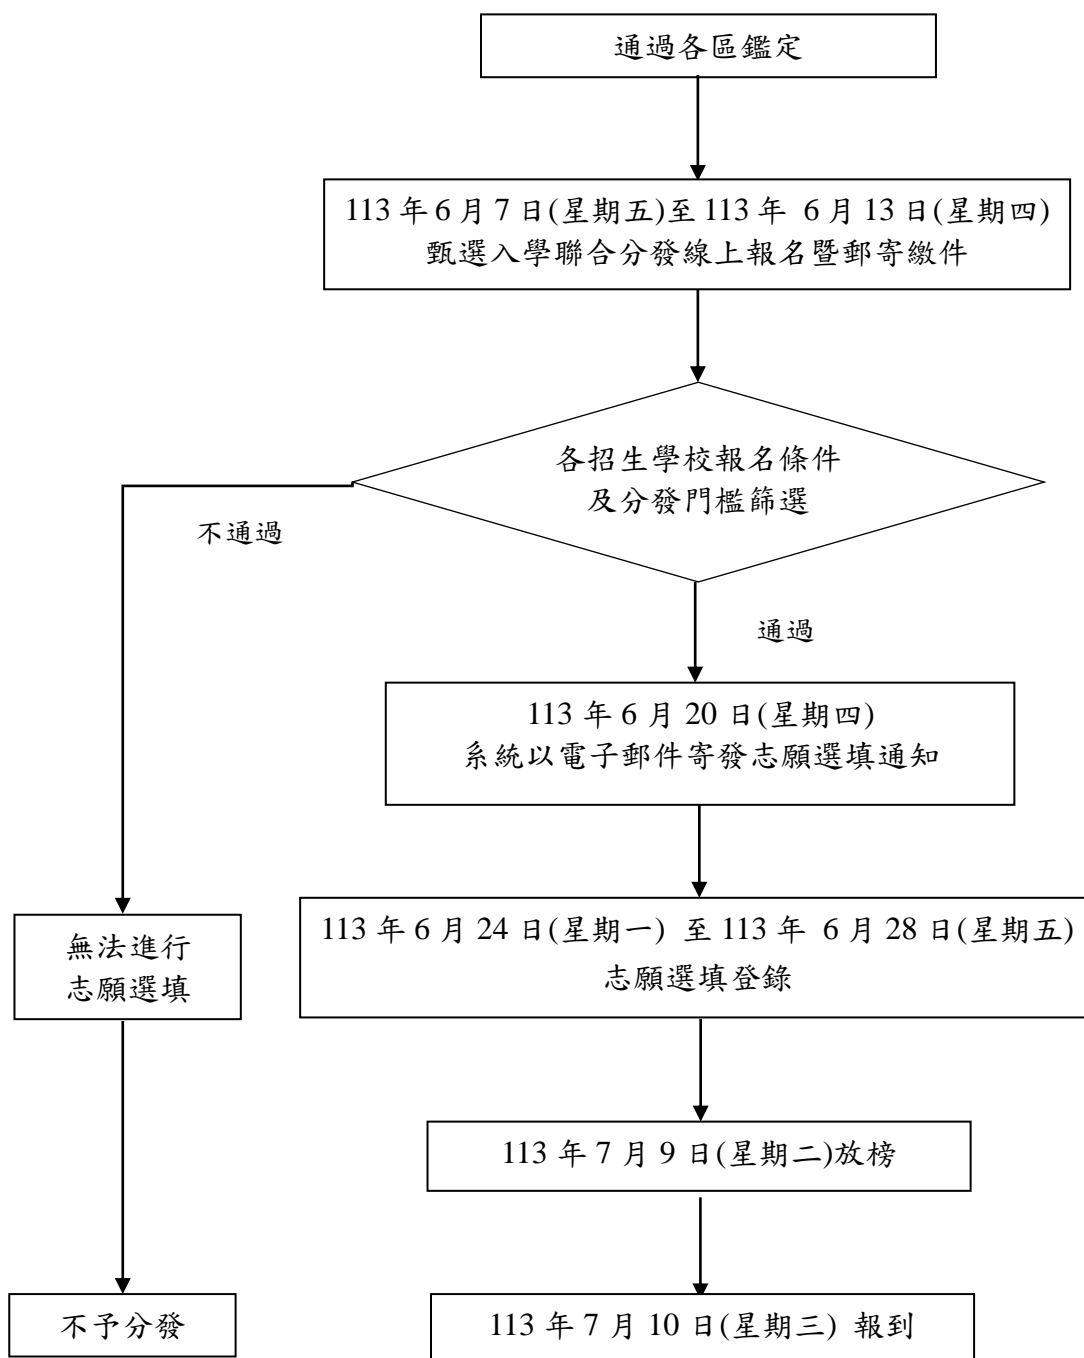 通過各區鑑定
113 年 6 月 7 日(星期五)至 113 年 6 月 13 日(星期四)
甄選入學聯合分發線上報名暨郵寄繳件
各招生學校報名條件
及分發門檻篩選
不通過
通過
113 年 6 月 20 日(星期四)
系統以電子郵件寄發志願選填通知
無法進行
志願選填
113 年 6 月 24 日(星期一) 至 113 年 6 月 28 日(星期五)
志願選填登錄
113 年 7 月 9 日(星期二)放榜
不予分發
113 年 7 月 10 日(星期三) 報到